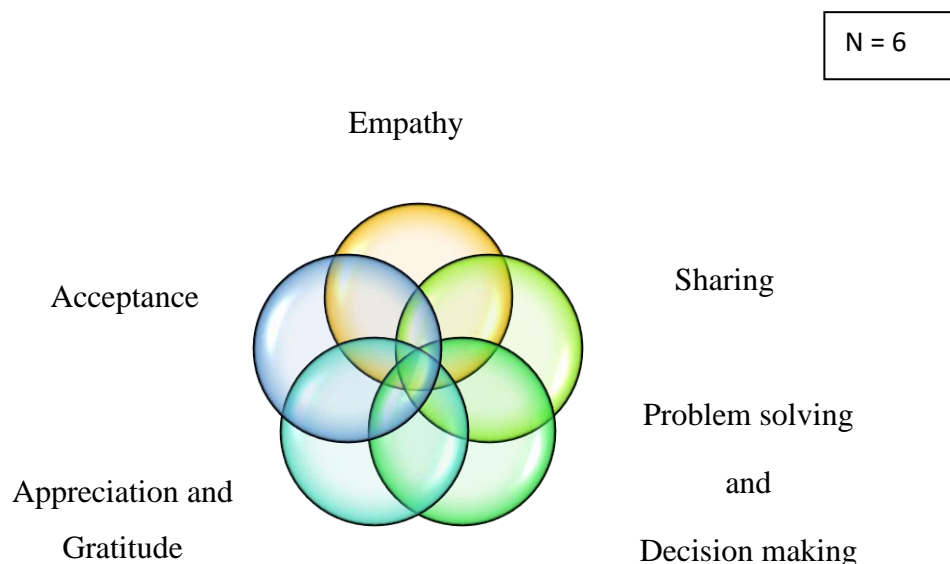 N = 6
Empathy
Acceptance
Sharing
Problem solving
and
Decision making
Appreciation and
Gratitude